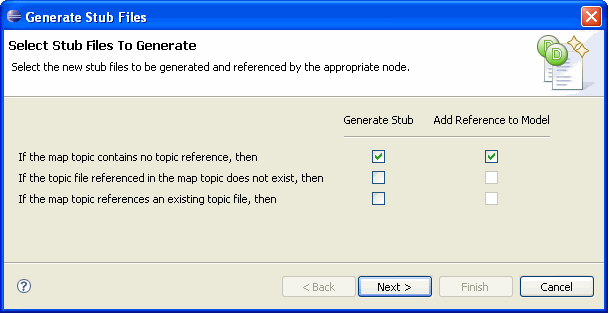 Generate Stub Files
Select Stub Files To Generate
Select the new stub files to be generated and referenced by the appropriate node.
D
D
Generate Stub Add Reference to Model
If the map topic contains no topic reference, then
If the topic file referenced in the map topic does not exist, then
If the map topic references an existing topic file, then
? < Back Next > Finish Cancel